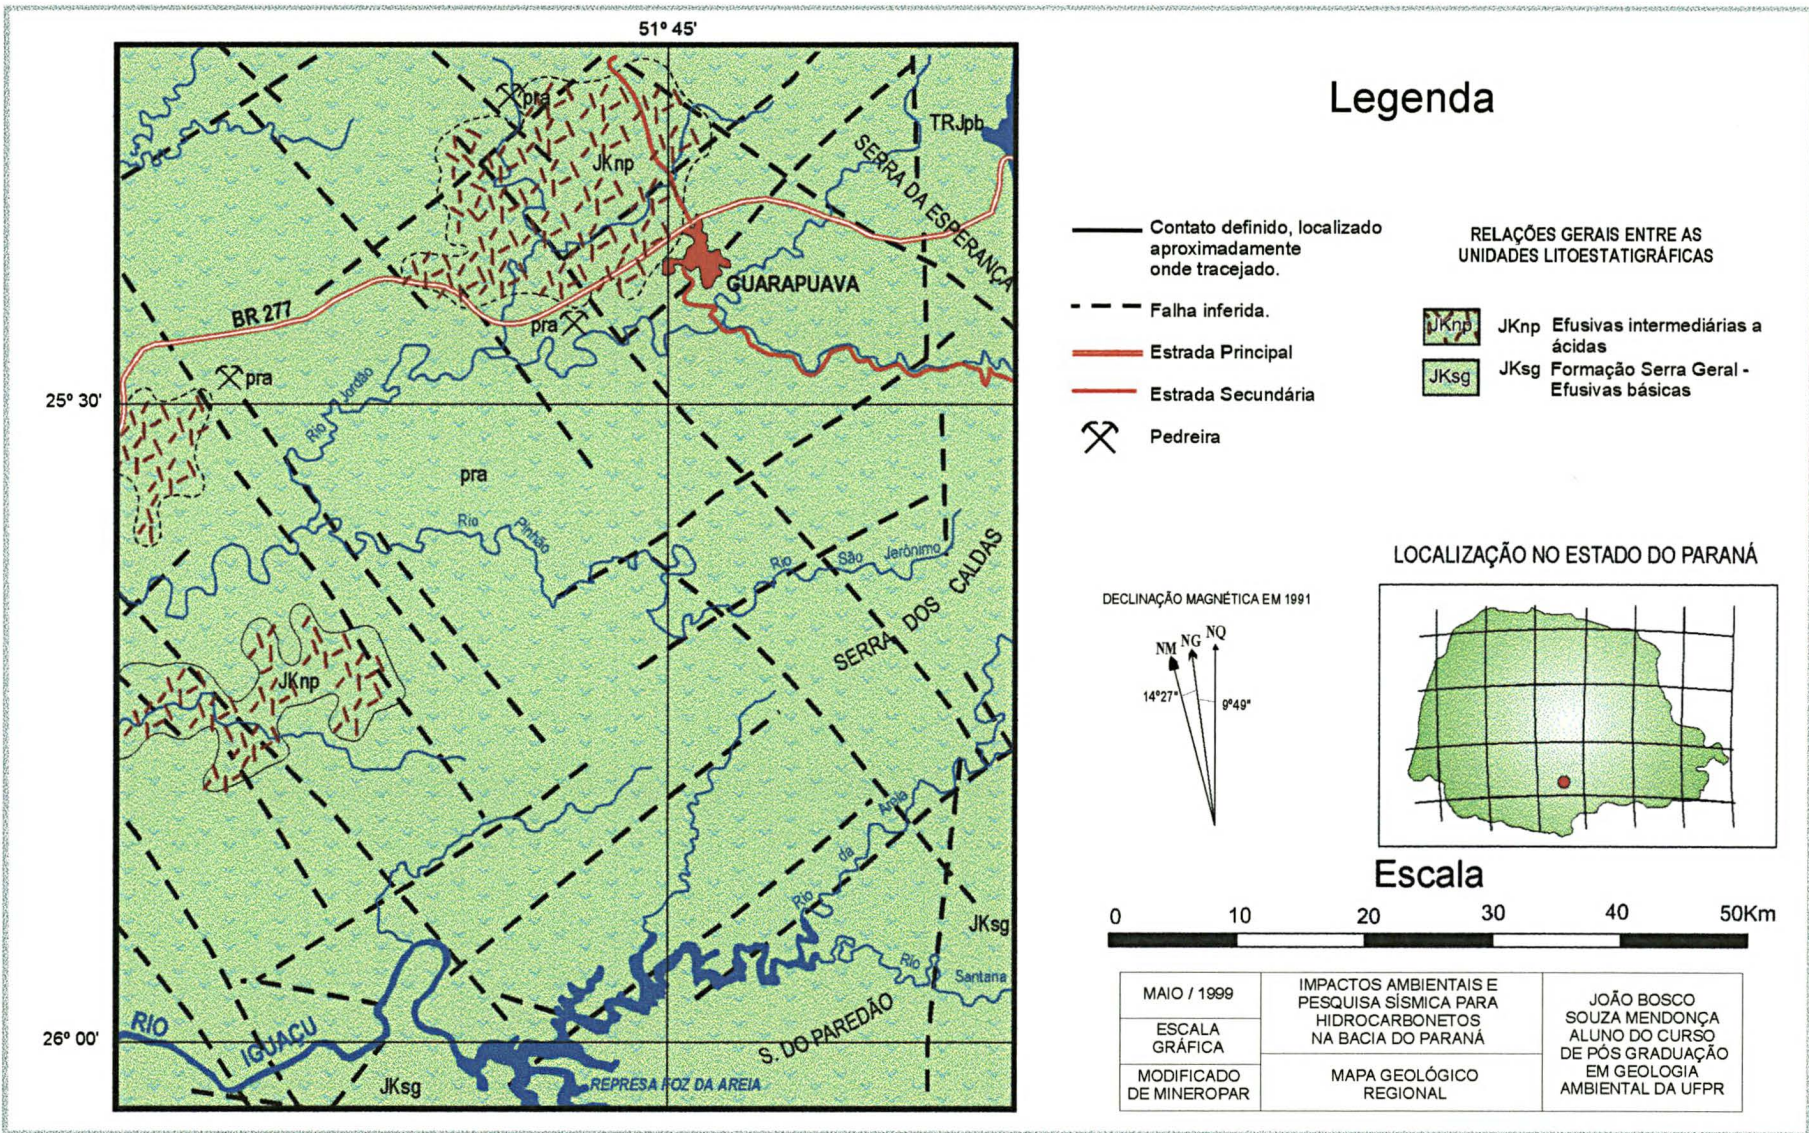 51° 45'
pra
TRJpb
JKnp
SERRA DA ESPERANÇA
GUARAPUAVA
BR 277
pra
pra
25° 30'
Rio Jordão
pra
Rio Pinhão
Rio São Jerônimo
SERRA DOS CALDAS
JKnp
Rio da Areia
JKsg
Rio Santana
26° 00'
RIO IGUAÇU
S. DO PAREDÃO
JKsg
REPRESA FOZ DA AREIA
Legenda
Contato definido, localizado
aproximadamente
onde tracejado.
Falha inferida.
Estrada Principal
Estrada Secundária
Pedreira
RELAÇÕES GERAIS ENTRE AS
UNIDADES LITOESTATIGRÁFICAS
JKnp JKnp Efusivas intermediárias a
ácidas
JKsg JKsg Formação Serra Geral -
Efusivas básicas
DECLINAÇÃO MAGNÉTICA EM 1991
NM NG NQ
14°27" 9°49"
LOCALIZAÇÃO NO ESTADO DO PARANÁ
Escala
0 10 20 30 40 50Km
MAIO / 1999
ESCALA
GRÁFICA
MODIFICADO
DE MINEROPAR
IMPACTOS AMBIENTAIS E
PESQUISA SÍSMICA PARA
HIDROCARBONETOS
NA BACIA DO PARANÁ
MAPA GEOLÓGICO
REGIONAL
JOÃO BOSCO
SOUZA MENDONÇA
ALUNO DO CURSO
DE PÓS GRADUAÇÃO
EM GEOLOGIA
AMBIENTAL DA UFPR